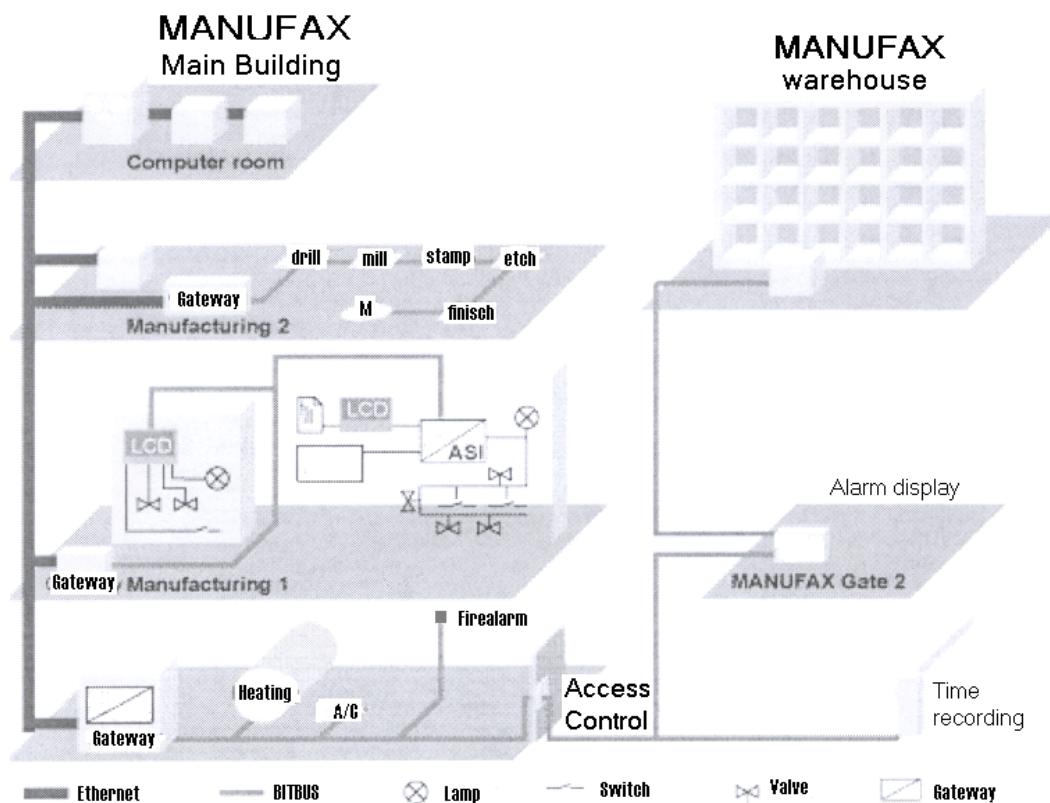 MANUFAX
Main Building
MANUFAX
warehouse
Computer room
drill
mill
stamp
etch
Gateway
M
finisch
Manufacturing 2
LCD
LCD
ASI
Alarm display
Gateway
Manufacturing 1
MANUFAX Gate 2
Firealarm
Heating
A/C
Gateway
Access
Control
Time
recording
Ethernet
BITBUS
Lamp
Switch
Valve
Gateway